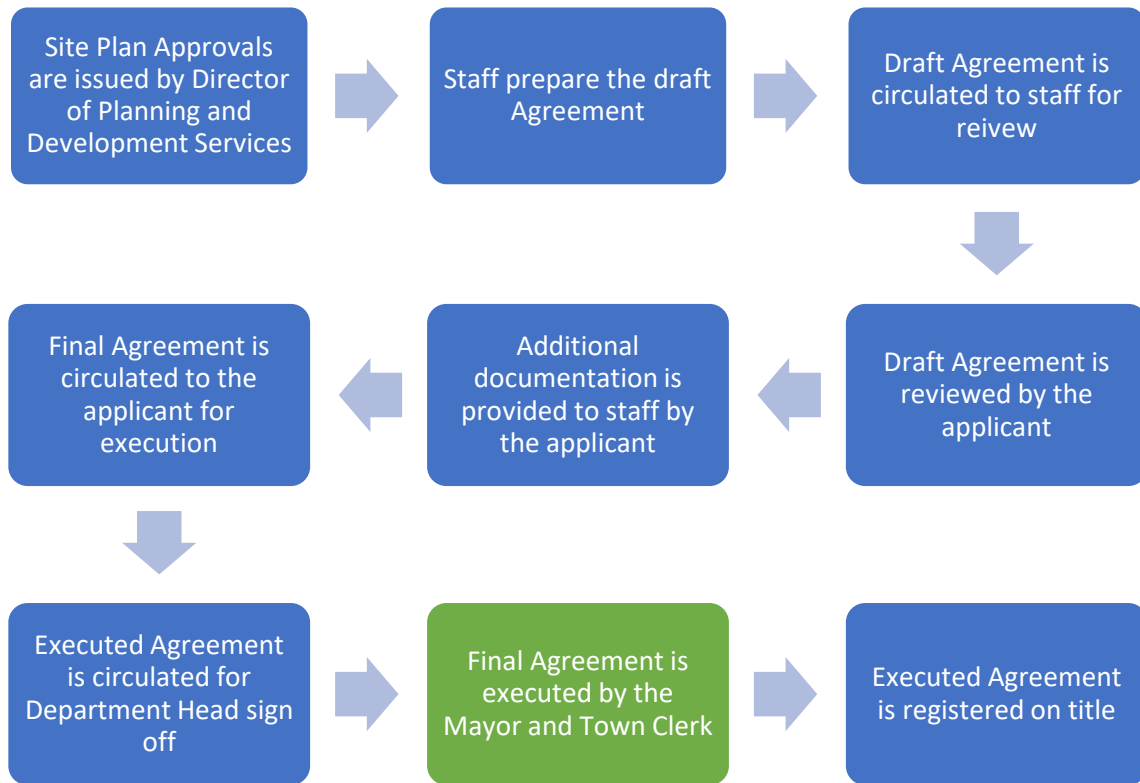 Site Plan Approvals
are issued by Director
of Planning and
Development Services
Staff prepare the draft
Agreement
Draft Agreement is
circulated to staff for
reivew
Draft Agreement is
reviewed by the
applicant
Additional
documentation is
provided to staff by
the applicant
Final Agreement is
circulated to the
applicant for
execution
Executed Agreement
is circulated for
Department Head sign
off
Final Agreement is
executed by the
Mayor and Town Clerk
Executed Agreement
is registered on title